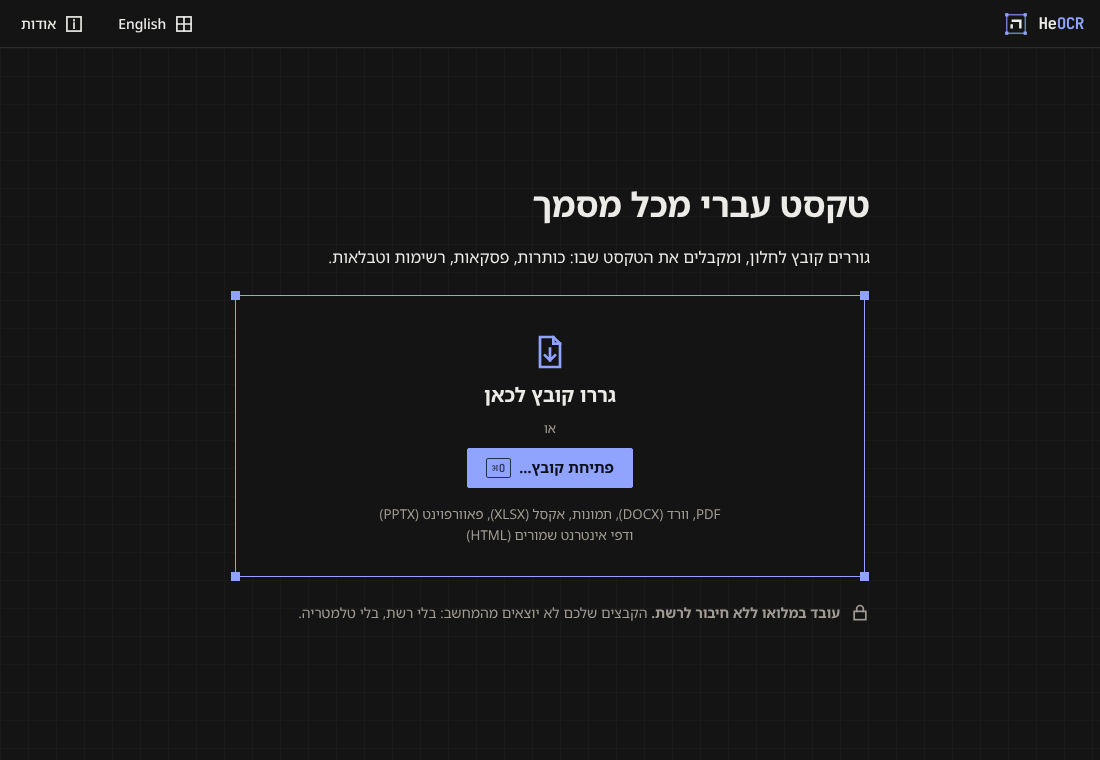 HeOCR
English
אודות
טקסט עברי מכל מסמך
גוררים קובץ לחלון, ומקבלים את הטקסט שבו: כותרות, פסקאות, רשימות וטבלאות.
גררו קובץ לכאן
או
פתיחת קובץ... ⌘O
PDF, וורד (DOCX), תמונות, אקסל (XLSX), פאוורפוינט (PPTX)
ודפי אינטרנט שמורים (HTML)
עובד במלואו ללא חיבור לרשת. הקבצים שלכם לא יוצאים מהמחשב: בלי רשת, בלי טלמטריה.